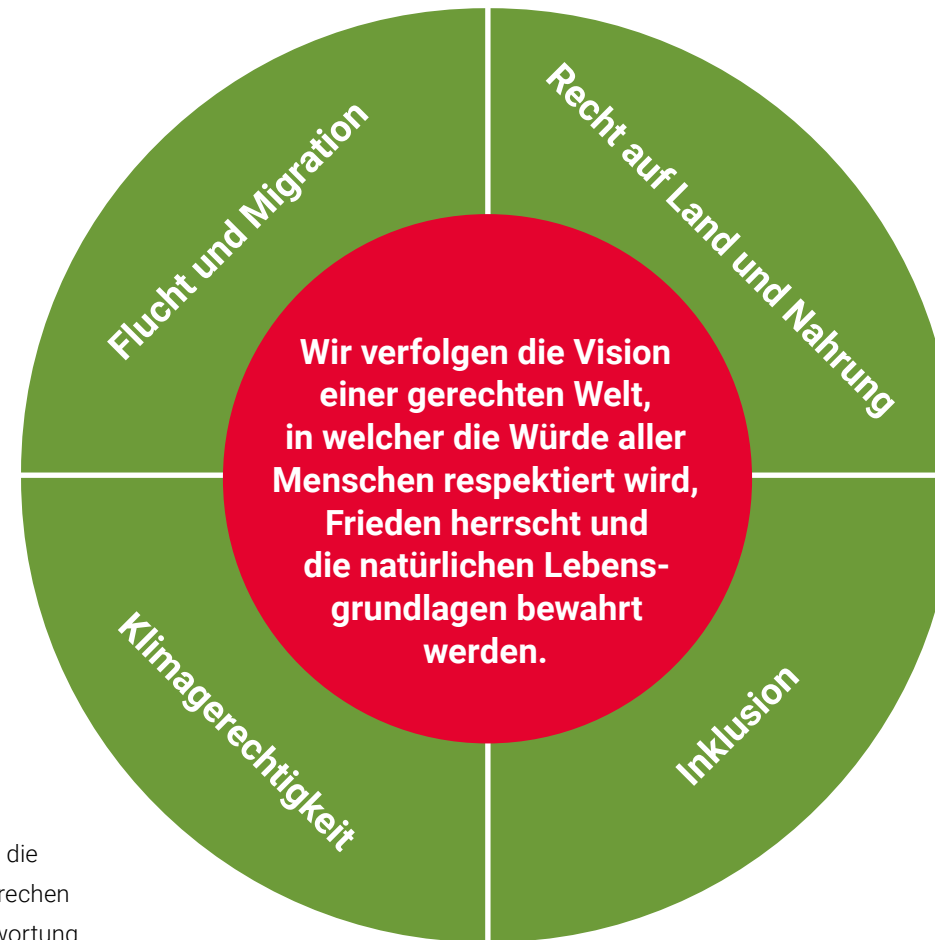 Flucht und Migration
Recht auf Land und Nahrung
Wir verfolgen die Vision
einer gerechten Welt,
in welcher die Würde aller
Menschen respektiert wird,
Frieden herrscht und
die natürlichen Lebens-
grundlagen bewahrt
werden.
Klimagerechtigkeit
Inklusion
die
rechen
wortung